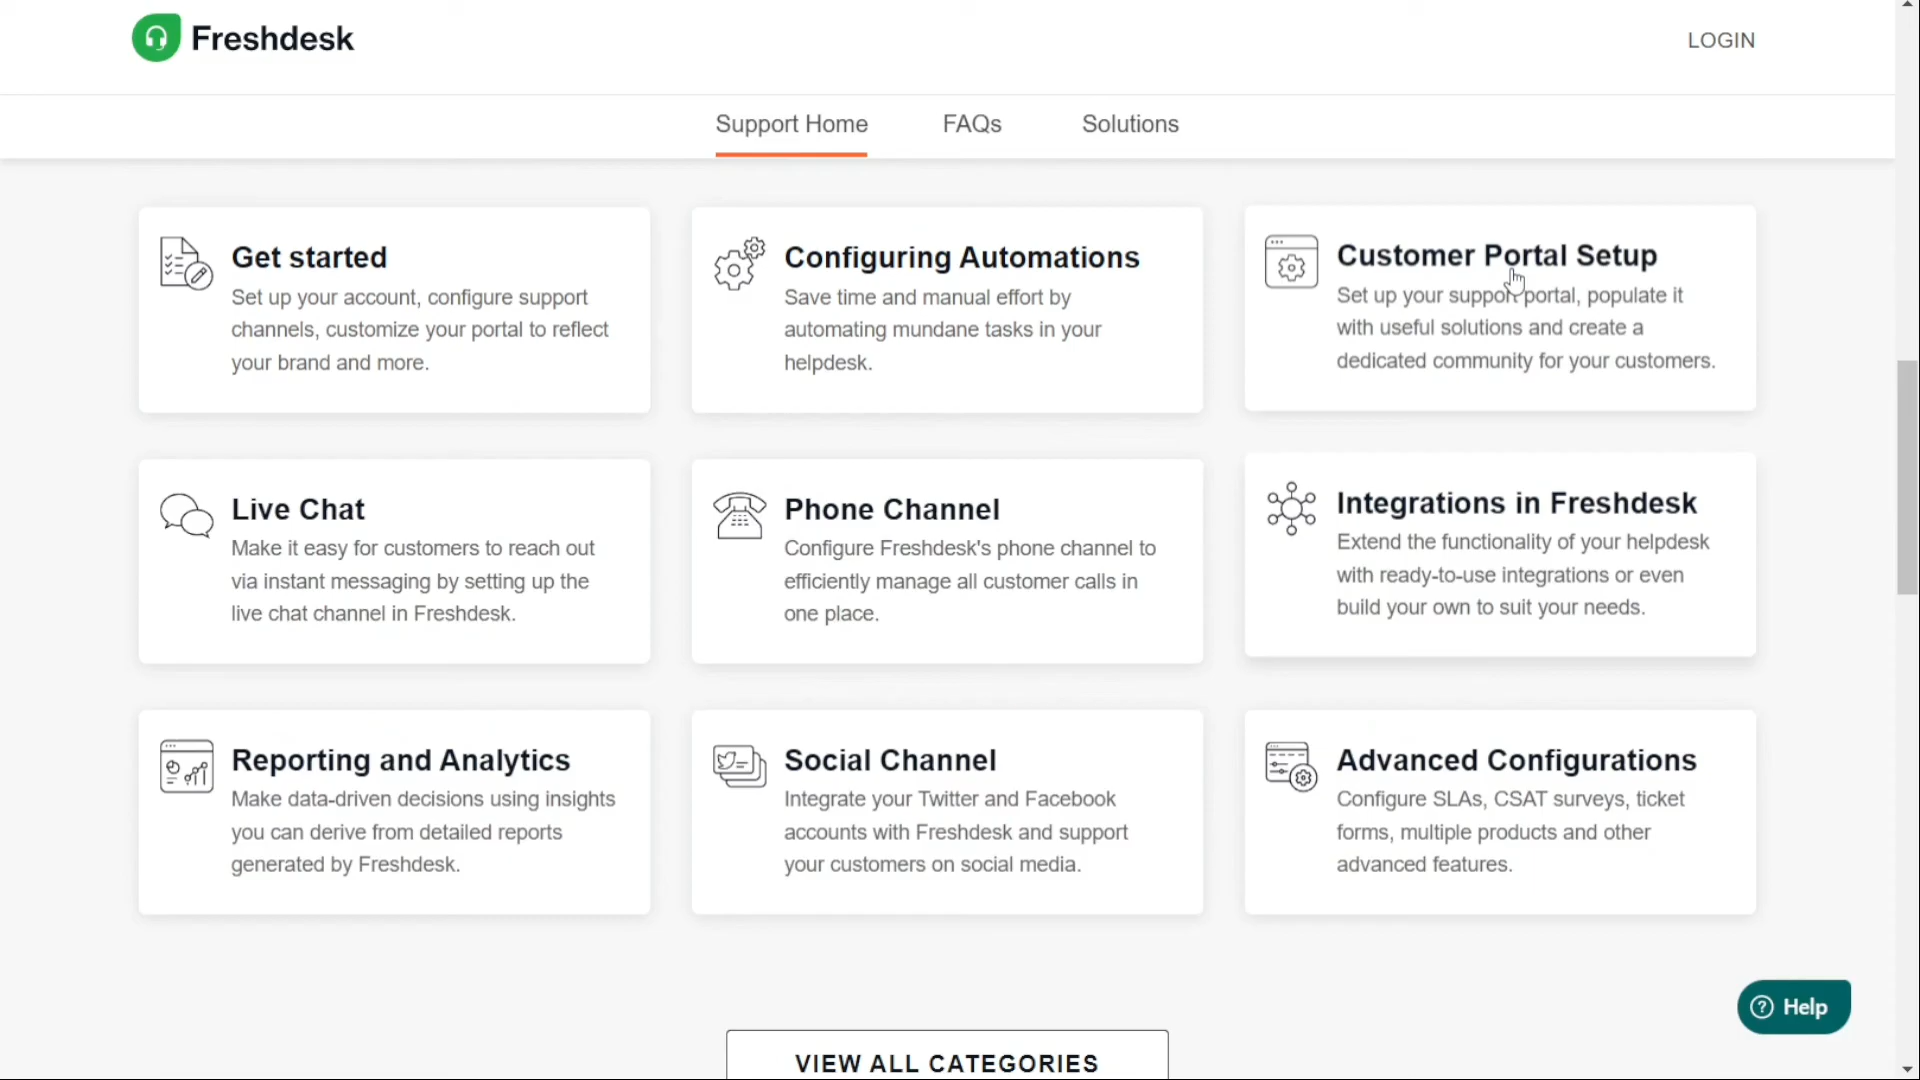 Freshdesk
LOGIN
Support Home
FAQs
Solutions
Get started
Set up your account, configure support
channels, customize your portal to reflect
your brand and more.
Configuring Automations
Save time and manual effort by
automating mundane tasks in your
helpdesk.
Customer Portal Setup
Set up your support portal, populate it
with useful solutions and create a
dedicated community for your customers.
Live Chat
Make it easy for customers to reach out
via instant messaging by setting up the
live chat channel in Freshdesk.
Phone Channel
Configure Freshdesk's phone channel to
efficiently manage all customer calls in
one place.
Integrations in Freshdesk
Extend the functionality of your helpdesk
with ready-to-use integrations or even
build your own to suit your needs.
Reporting and Analytics
Make data-driven decisions using insights
you can derive from detailed reports
generated by Freshdesk.
Social Channel
Integrate your Twitter and Facebook
accounts with Freshdesk and support
your customers on social media.
Advanced Configurations
Configure SLAs, CSAT surveys, ticket
forms, multiple products and other
advanced features.
? Help
VIEW ALL CATEGORIES